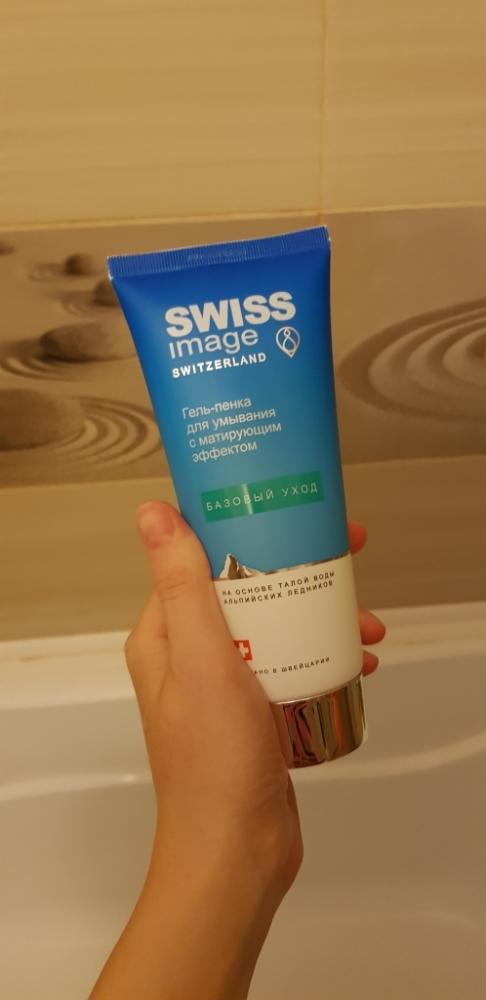 SWISS
image
SWITZERLAND
Гель-пенка
для умывания
с матирующим
эффектом
БАЗОВЫЙ УХОД
НА ОСНОВЕ ТАЛОЙ ВОДЫ
АЛЬПИЙСКИХ ЛЕДНИКОВ
В ШВЕЙЦАРИИ